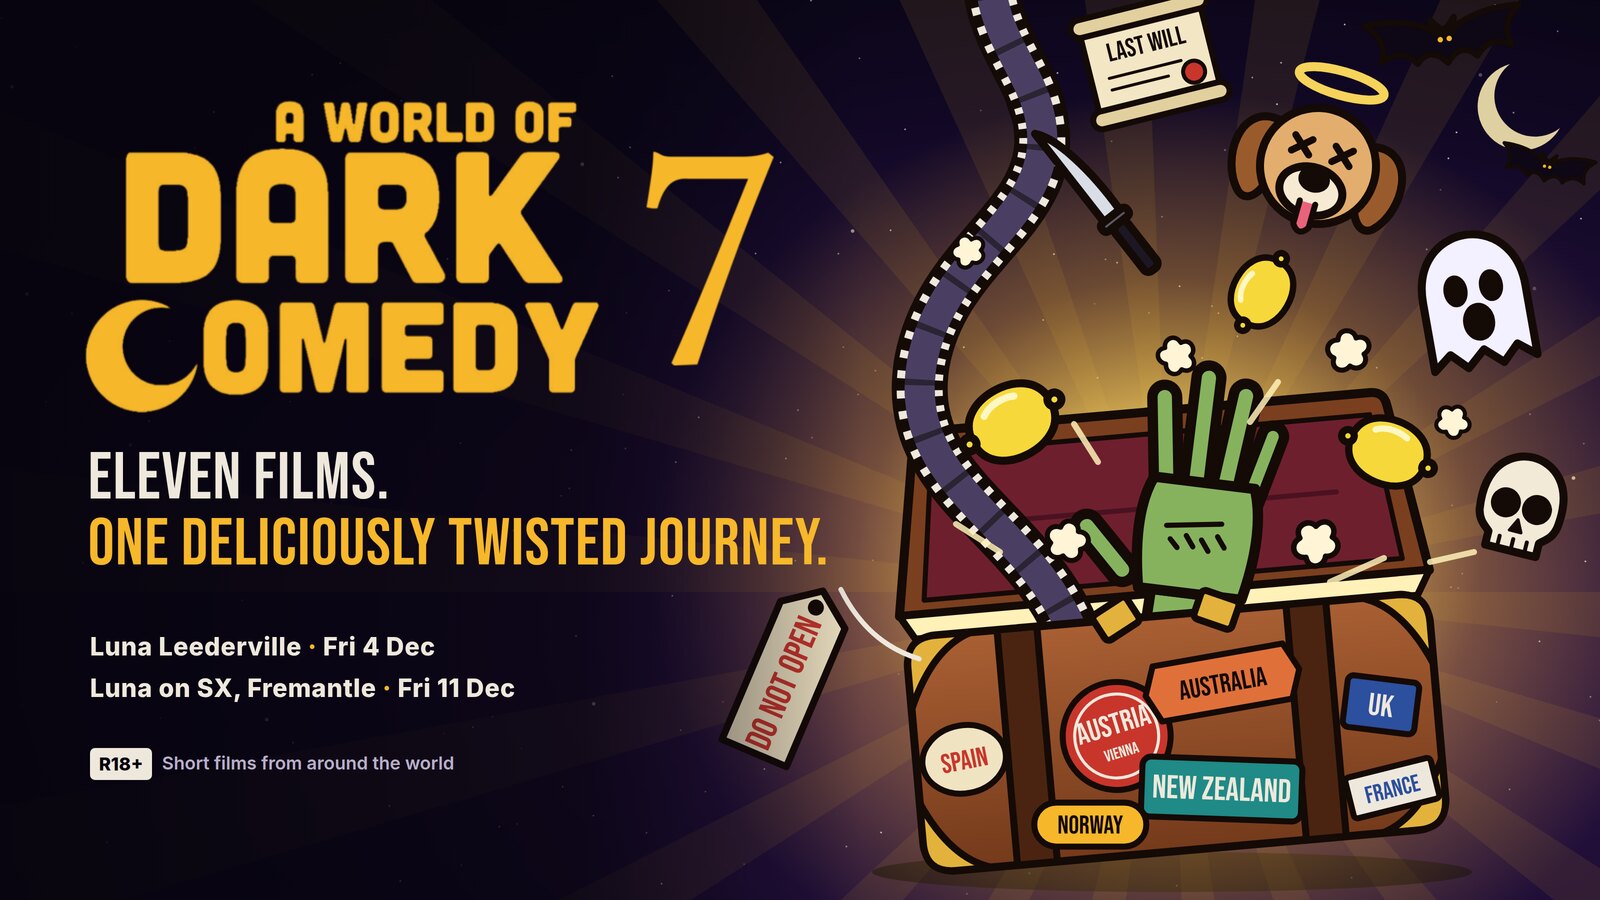 A WORLD OF
DARK
COMEDY
7
ELEVEN FILMS.
ONE DELICIOUSLY TWISTED JOURNEY.
Luna Leederville · Fri 4 Dec
Luna on SX, Fremantle · Fri 11 Dec
R18+ Short films from around the world
LAST WILL
DO NOT OPEN
SPAIN
AUSTRIA
VIENNA
AUSTRALIA
UK
NEW ZEALAND
FRANCE
NORWAY